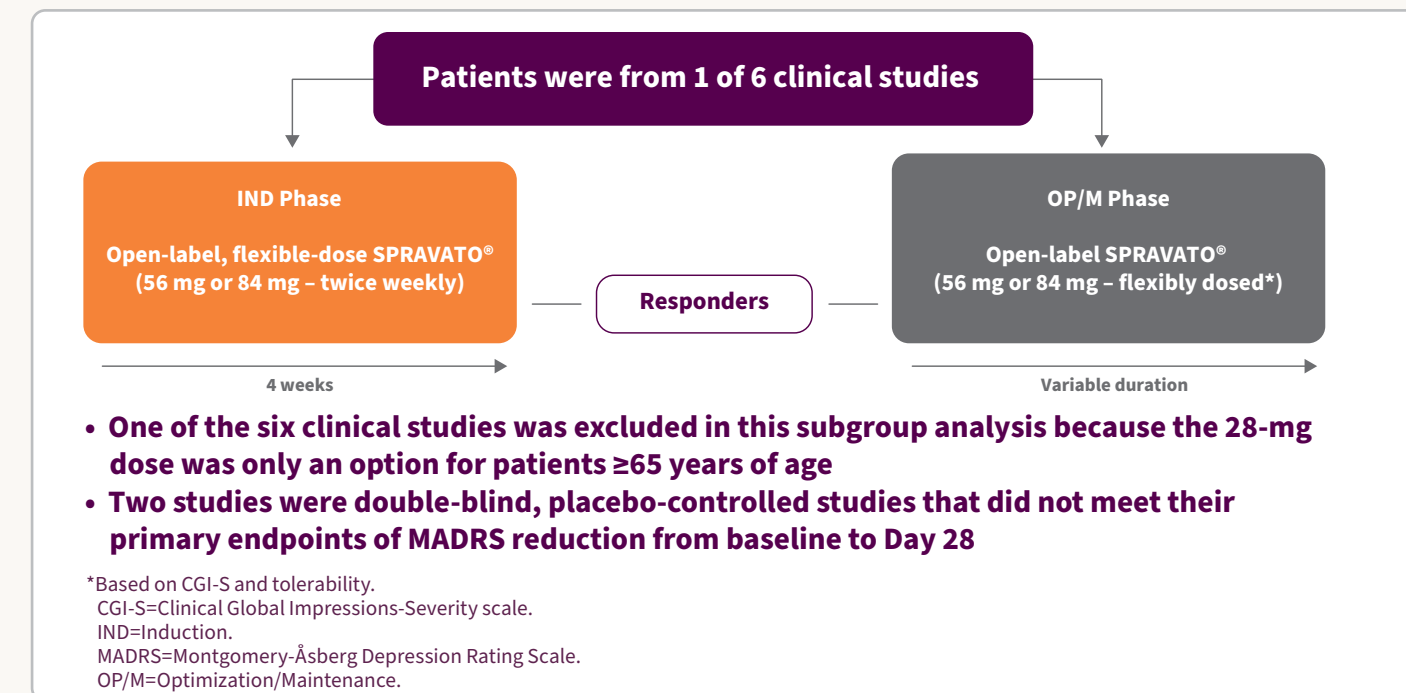 Patients were from 1 of 6 clinical studies
IND Phase
Open-label, flexible-dose SPRAVATO®
(56 mg or 84 mg – twice weekly)
4 weeks
Responders
OP/M Phase
Open-label SPRAVATO®
(56 mg or 84 mg – flexibly dosed*)
Variable duration
• One of the six clinical studies was excluded in this subgroup analysis because the 28-mg
dose was only an option for patients ≥65 years of age
• Two studies were double-blind, placebo-controlled studies that did not meet their
primary endpoints of MADRS reduction from baseline to Day 28
*Based on CGI-S and tolerability.
CGI-S=Clinical Global Impressions-Severity scale.
IND=Induction.
MADRS=Montgomery-Åsberg Depression Rating Scale.
OP/M=Optimization/Maintenance.